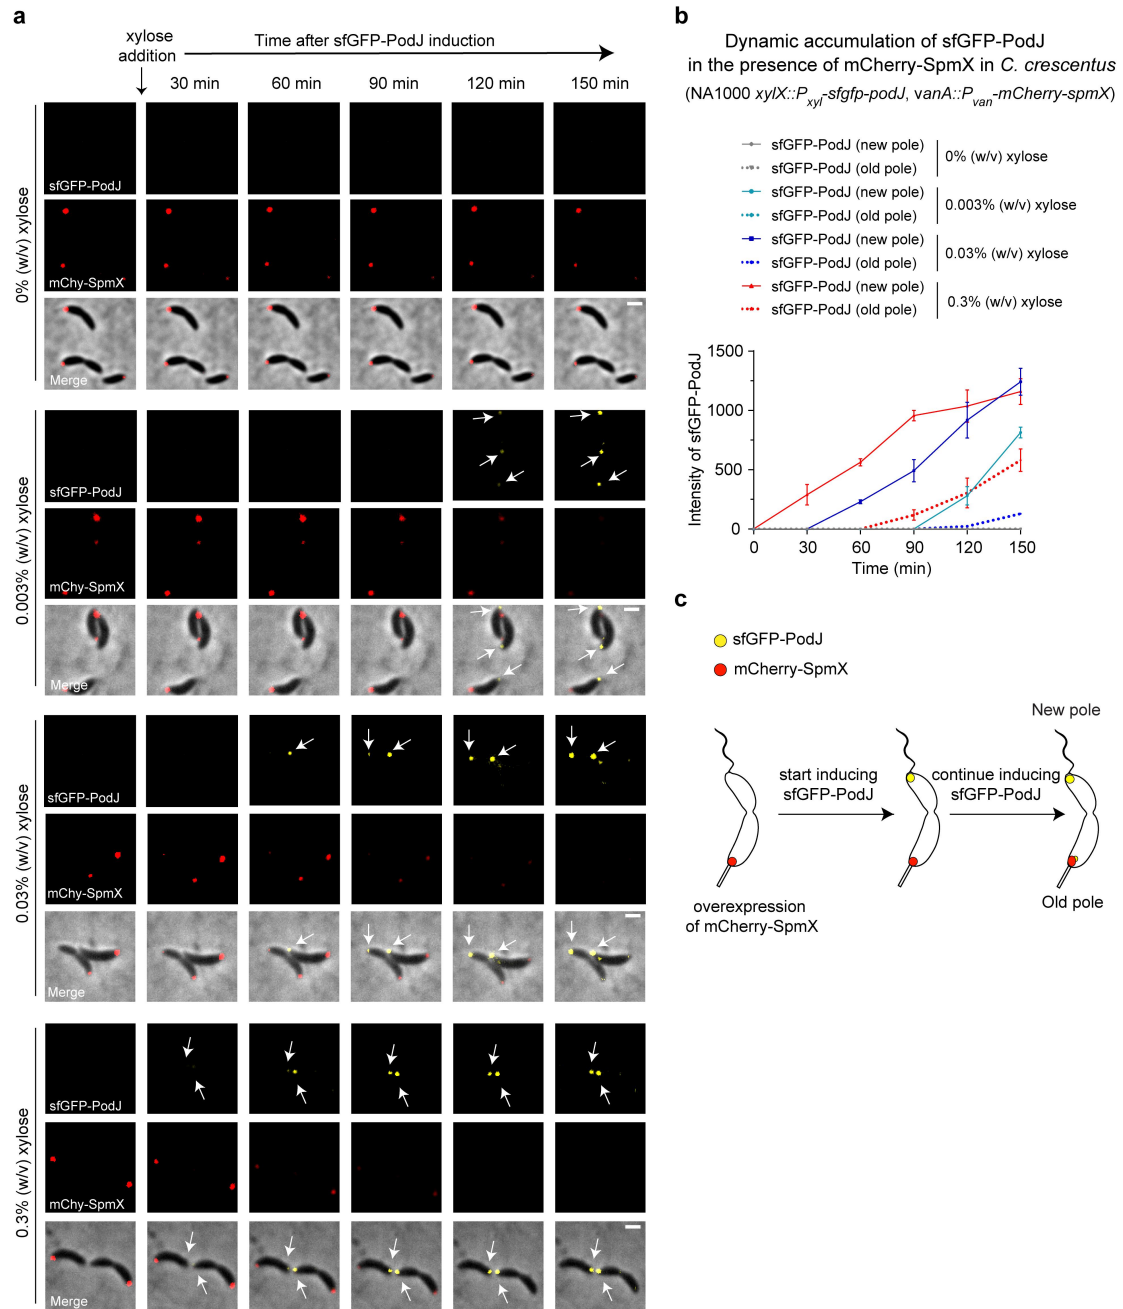 a
xylose
addition
Time after sfGFP-PodJ induction
30 min
60 min
90 min
120 min
150 min
0% (w/v) xylose
sfGFP-PodJ
mChy-SpmX
Merge
0.003% (w/v) xylose
sfGFP-PodJ
mChy-SpmX
Merge
0.03% (w/v) xylose
sfGFP-PodJ
mChy-SpmX
Merge
0.3% (w/v) xylose
sfGFP-PodJ
mChy-SpmX
Merge
b
Dynamic accumulation of sfGFP-PodJ
in the presence of mCherry-SpmX in C. crescentus
(NA1000 xylX::Pxyl-sfgfp-podJ, vanA::Pvan-mCherry-spmX)
sfGFP-PodJ (new pole)
sfGFP-PodJ (old pole)
0% (w/v) xylose
sfGFP-PodJ (new pole)
sfGFP-PodJ (old pole)
0.003% (w/v) xylose
sfGFP-PodJ (new pole)
sfGFP-PodJ (old pole)
0.03% (w/v) xylose
sfGFP-PodJ (new pole)
sfGFP-PodJ (old pole)
0.3% (w/v) xylose
Intensity of sfGFP-PodJ
1500
1000
500
0
0
30
60
90
120
150
Time (min)
c
sfGFP-PodJ
mCherry-SpmX
New pole
start inducing
sfGFP-PodJ
continue inducing
sfGFP-PodJ
overexpression
of mCherry-SpmX
Old pole